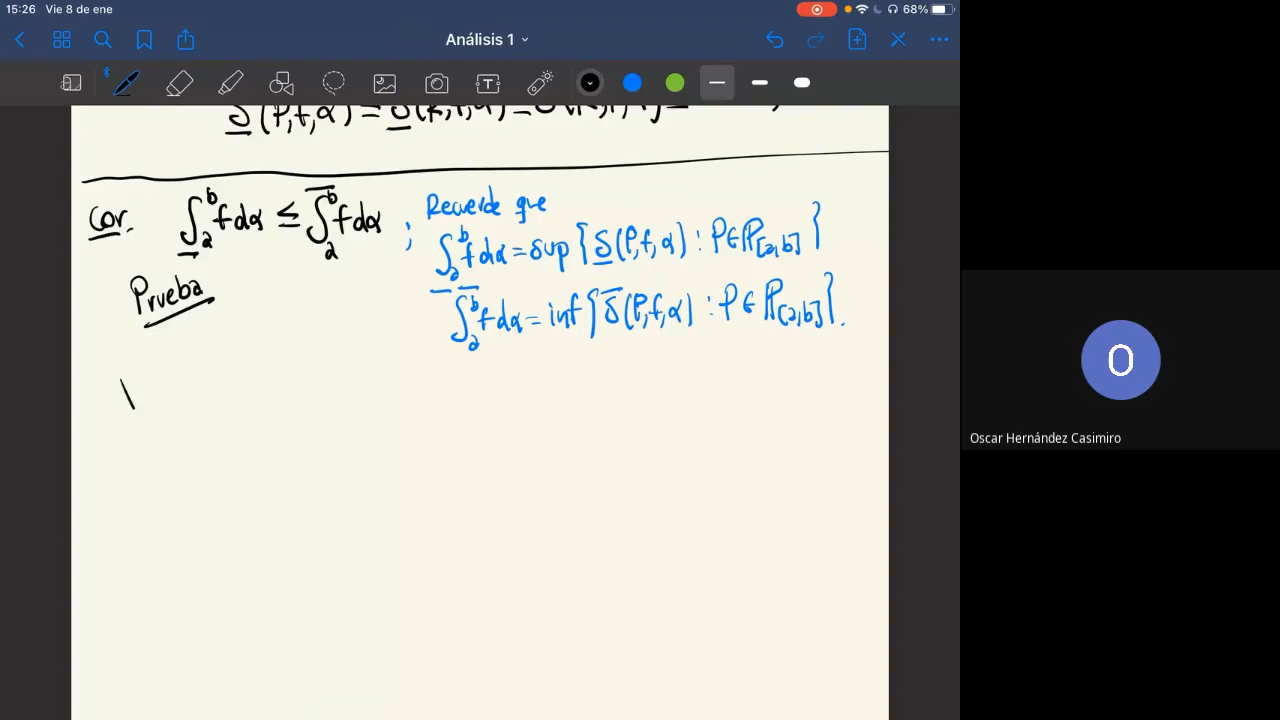 15:26 Vie 8 de ene
68%
Análisis 1
T
S(P,f,α) =
Cor. ∫_a^b f dα ≤ ∫_a^b f dα ;
Recuerde que
∫_a^b f dα = sup { S(P,f,α) : P ∈ ℙ[a,b] }
∫_a^b f dα = inf { S̄(P,f,α) : P ∈ ℙ[a,b] }.
Prueba
O
Oscar Hernández Casimiro